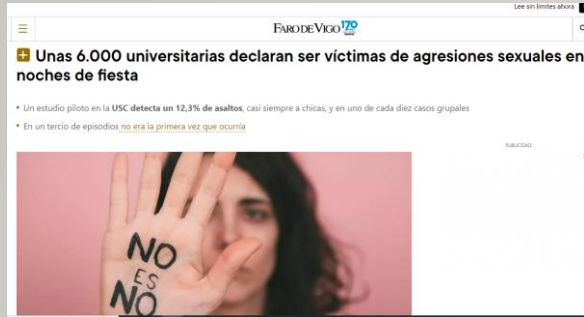 Lee sin límites ahora
FARO DE VIGO 170
Unas 6.000 universitarias declaran ser víctimas de agresiones sexuales en
noches de fiesta
Un estudio piloto en la USC detecta un 12,3% de asaltos, casi siempre a chicas, y en uno de cada diez casos grupales
En un tercio de episodios no era la primera vez que ocurría
PUBLICIDAD
NO
ES
NO